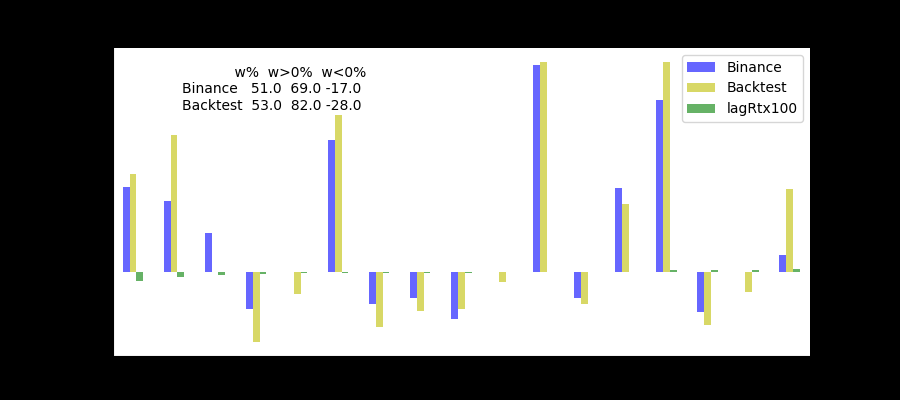 w% w>0% w<0%
Binance 51.0 69.0 -17.0
Backtest 53.0 82.0 -28.0
Binance
Backtest
lagRtx100